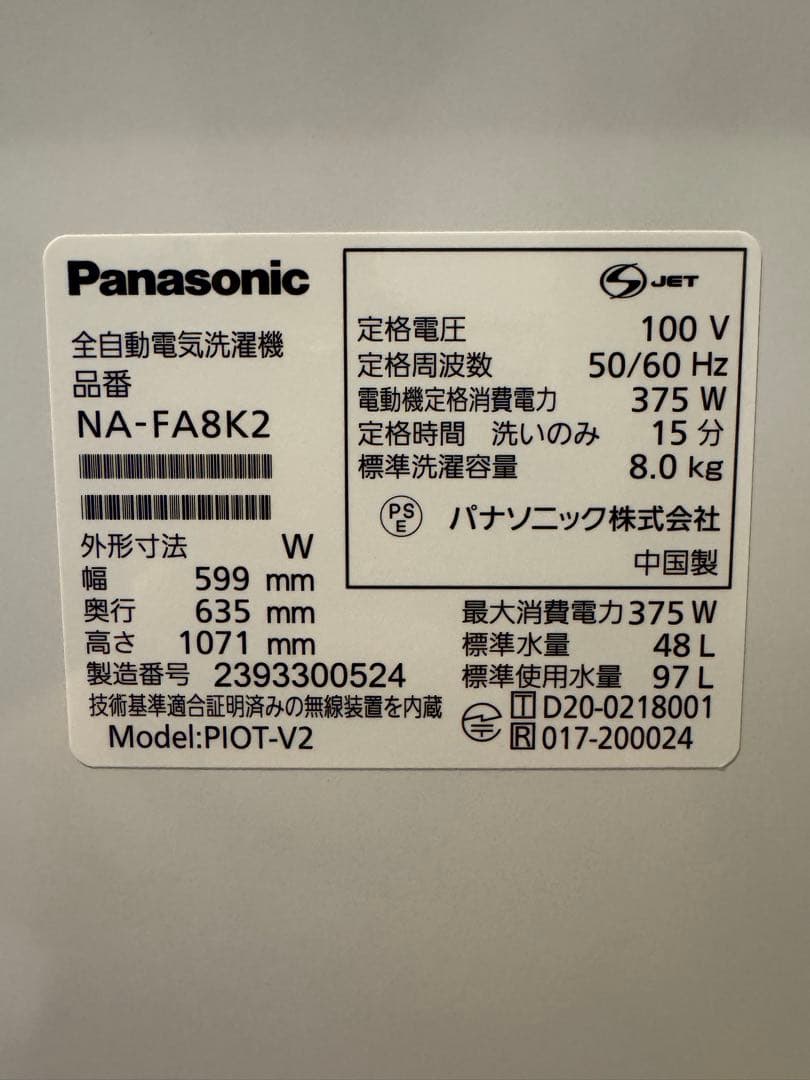 Panasonic
全自動電気洗濯機
品番
NA-FA8K2
外形寸法 W
幅 599 mm
奥行 635 mm
高さ 1071 mm
製造番号 2393300524
技術基準適合証明済みの無線装置を内蔵
Model:PIOT-V2
S JET
定格電圧 100 V
定格周波数 50/60 Hz
電動機定格消費電力 375 W
定格時間 洗いのみ 15 分
標準洗濯容量 8.0 kg
PS
E
パナソニック株式会社
中国製
最大消費電力 375 W
標準水量 48 L
標準使用水量 97 L
T D20-0218001
R 017-200024